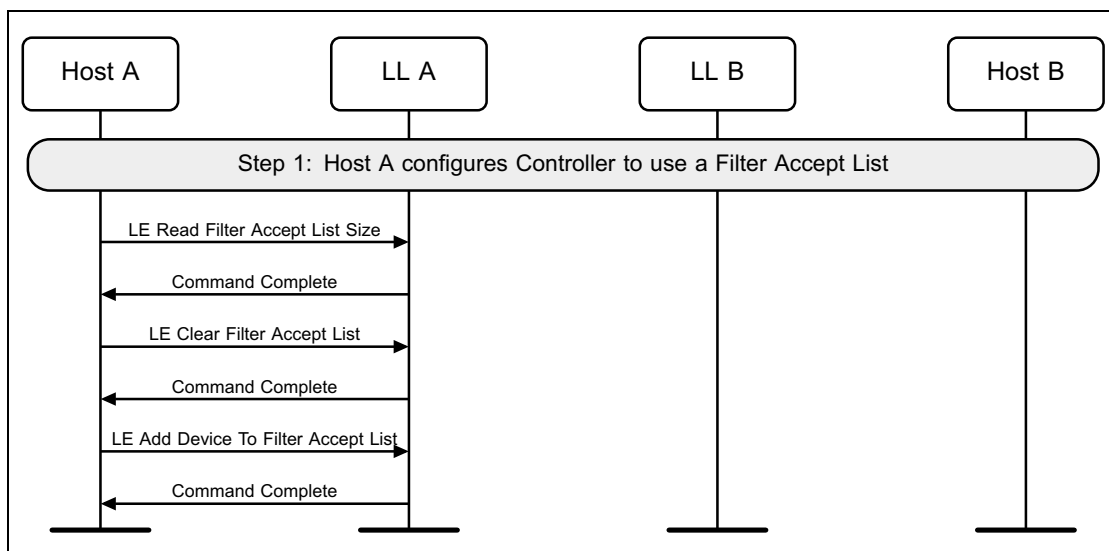 Host A
LL A
LL B
Host B
Step 1: Host A configures Controller to use a Filter Accept List
LE Read Filter Accept List Size
Command Complete
LE Clear Filter Accept List
Command Complete
LE Add Device To Filter Accept List
Command Complete